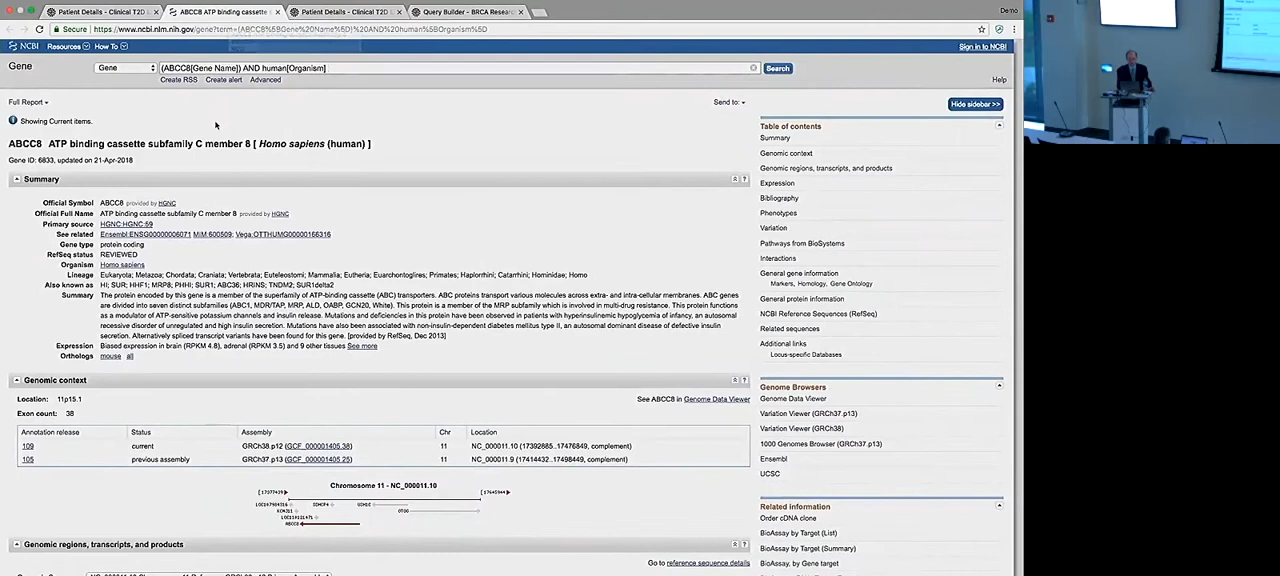 Patient Details - Clinical T2D
ABCC8 ATP binding cassette
Patient Details - Clinical T2D
Query Builder - BRCA Resear
Demo
Secure
https://www.ncbi.nlm.nih.gov/gene?term=(ABCC8%5BGene%20Name%5D)%20AND%20human%5BOrganism%5D
NCBI Resources How To Sign in to NCBI
Gene Gene (ABCC8[Gene Name]) AND human[Organism] Search
Create RSS Create alert Advanced Help
Full Report Send to: Hide sidebar >>
Showing Current items.
ABCC8 ATP binding cassette subfamily C member 8 [ Homo sapiens (human) ]
Gene ID: 6833, updated on 21-Apr-2018
Summary
Official Symbol ABCC8 provided by HGNC
Official Full Name ATP binding cassette subfamily C member 8 provided by HGNC
Primary source HGNC:HGNC:59
See related Ensembl:ENSG00000006071 MIM:600509; Vega:OTTHUMG00000166316
Gene type protein coding
RefSeq status REVIEWED
Organism Homo sapiens
Lineage Eukaryota; Metazoa; Chordata; Craniata; Vertebrata; Euteleostomi; Mammalia; Eutheria; Euarchontoglires; Primates; Haplorrhini; Catarrhini; Hominidae; Homo
Also known as HI; SUR; HHF1; MRP8; PHHI; SUR1; ABC36; HRINS; TNDM2; SUR1delta2
Summary The protein encoded by this gene is a member of the superfamily of ATP-binding cassette (ABC) transporters. ABC proteins transport various molecules across extra- and intra-cellular membranes. ABC genes
are divided into seven distinct subfamilies (ABC1, MDR/TAP, MRP, ALD, OABP, GCN20, White). This protein is a member of the MRP subfamily which is involved in multi-drug resistance. This protein functions
as a modulator of ATP-sensitive potassium channels and insulin release. Mutations and deficiencies in this protein have been observed in patients with hyperinsulinemic hypoglycemia of infancy, an autosomal
recessive disorder of unregulated and high insulin secretion. Mutations have also been associated with non-insulin-dependent diabetes mellitus type II, an autosomal dominant disease of defective insulin
secretion. Alternatively spliced transcript variants have been found for this gene. [provided by RefSeq, Dec 2013]
Expression Biased expression in brain (RPKM 4.8), adrenal (RPKM 3.5) and 9 other tissues See more
Orthologs mouse all
Genomic context
Location: 11p15.1 See ABCC8 in Genome Data Viewer
Exon count: 38
Annotation release Status Assembly Chr Location
109 current GRCh38.p12 (GCF_000001405.38) 11 NC_000011.10 (17392885..17476849, complement)
105 previous assembly GRCh37.p13 (GCF_000001405.25) 11 NC_000011.9 (17414432..17498449, complement)
Chromosome 11 - NC_000011.10
KCNJ11
OTOG
ABCC8
Genomic regions, transcripts, and products
Go to reference sequence details
Table of contents
Summary
Genomic context
Genomic regions, transcripts, and products
Expression
Bibliography
Phenotypes
Variation
Pathways from BioSystems
Interactions
General gene information
Markers, Homology, Gene Ontology
General protein information
NCBI Reference Sequences (RefSeq)
Related sequences
Additional links
Locus-specific Databases
Genome Browsers
Genome Data Viewer
Variation Viewer (GRCh37.p13)
Variation Viewer (GRCh38)
1000 Genomes Browser (GRCh37.p13)
Ensembl
UCSC
Related information
Order cDNA clone
BioAssay by Target (List)
BioAssay by Target (Summary)
BioAssay, by Gene target